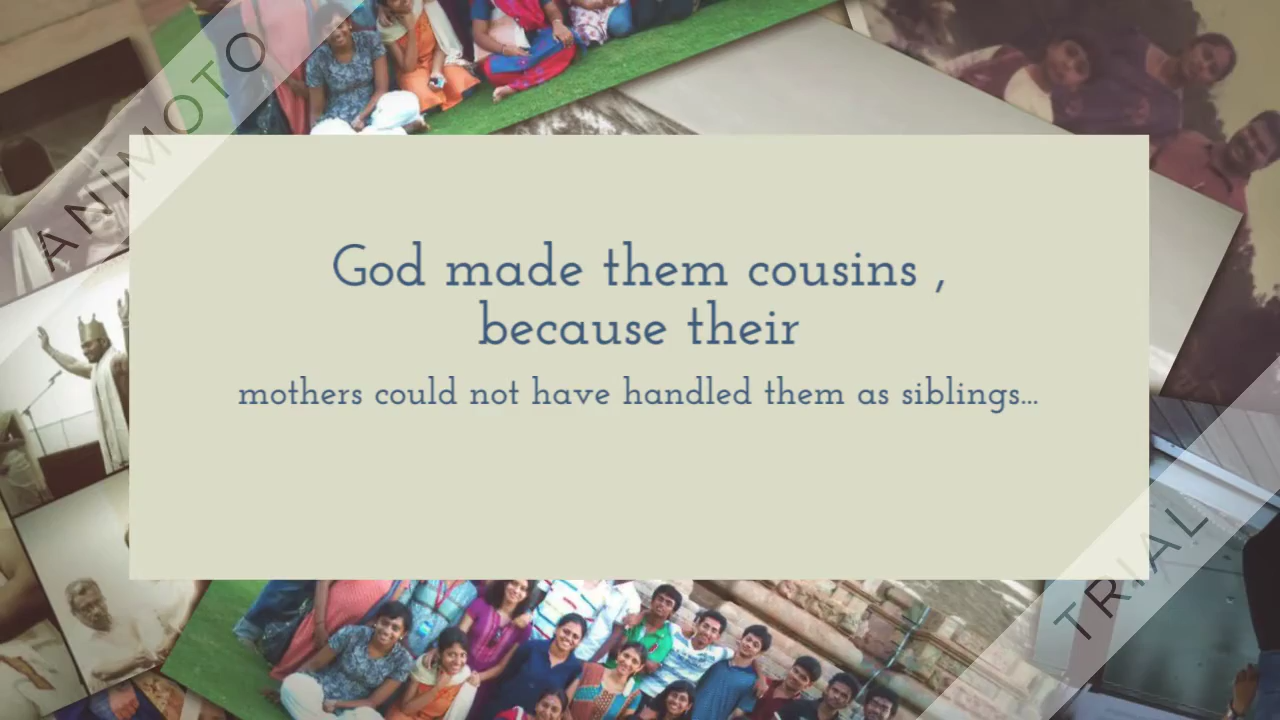 ANIMOTO
God made them cousins ,
because their
mothers could not have handled them as siblings...
TRIAL